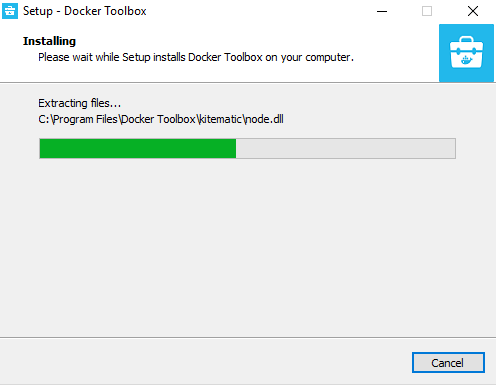 Setup - Docker Toolbox
Installing
Please wait while Setup installs Docker Toolbox on your computer.
Extracting files...
C:\Program Files\Docker Toolbox\kitematic\node.dll
Cancel